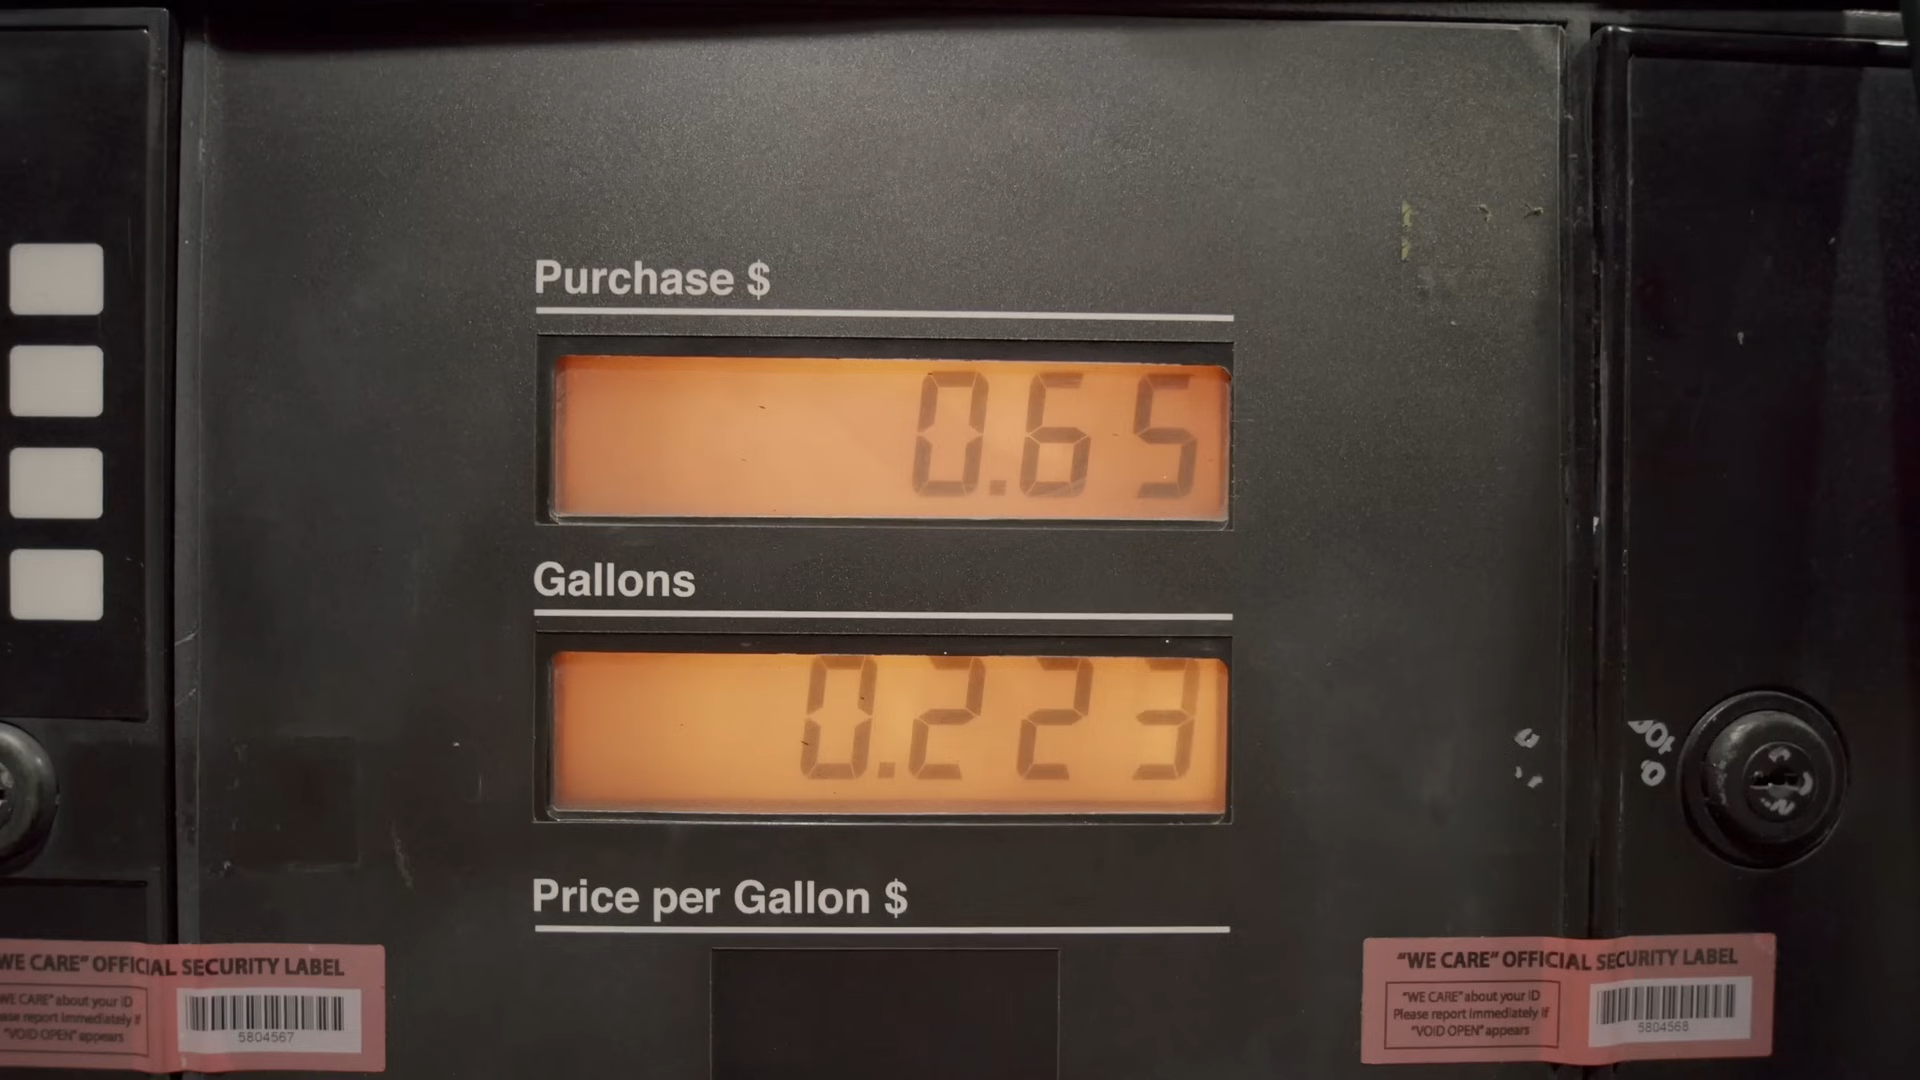 Purchase $
0.65
Gallons
0.223
Price per Gallon $
WE CARE" OFFICIAL SECURITY LABEL
WE CARE" about your ID
ease report immediately if
"VOID OPEN" appears
5804567
"WE CARE" OFFICIAL SECURITY LABEL
"WE CARE" about your ID
Please report immediately if
"VOID OPEN" appears
5804568